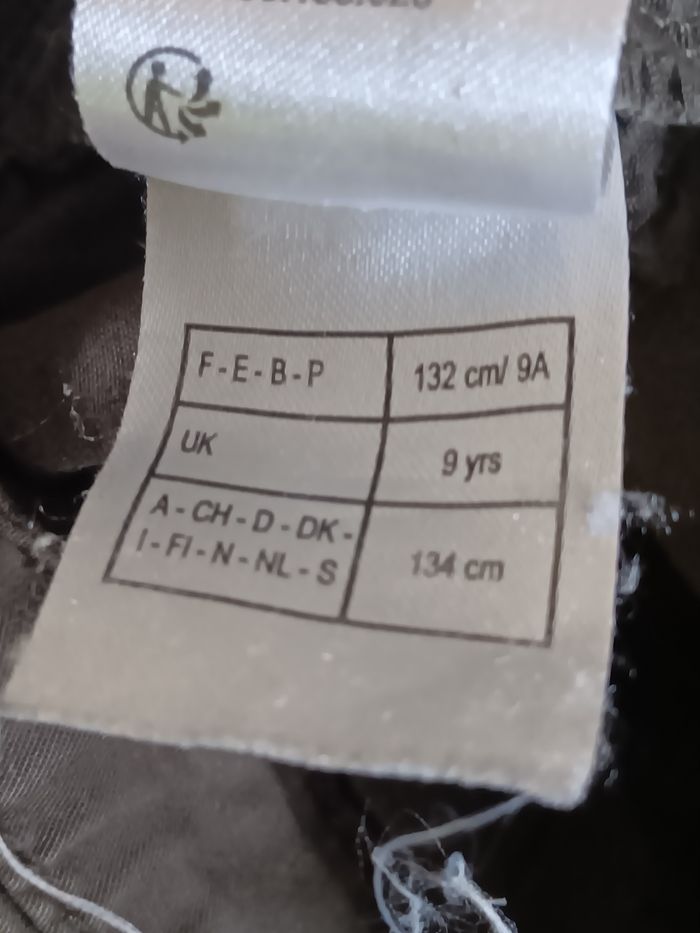 F - E - B - P
132 cm/ 9A
UK
9 yrs
A - CH - D - DK -
I - FI - N - NL - S
134 cm